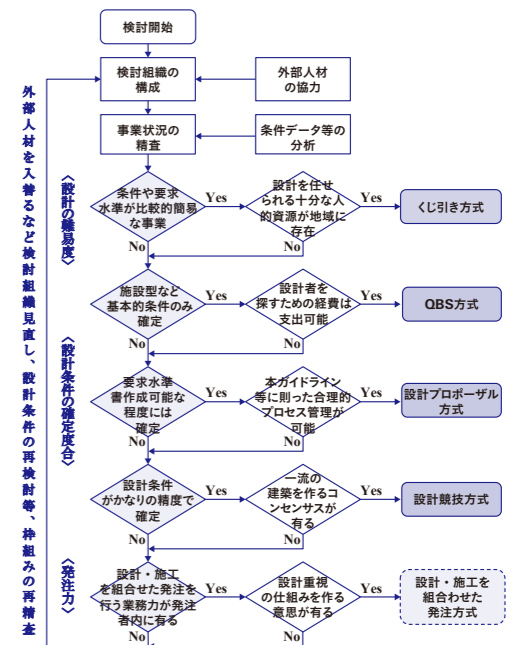 検討開始
検討組織の
構成
外部人材
の協力
事業状況の
精査
条件データ等の
分析
外部人材を入替るなど検討組織見直し、設計条件の再検討等、枠組みの再精査
〈設計の難易度〉
条件や要求
水準が比較的簡易
な事業
Yes
設計を任せ
られる十分な人
的資源が地域に
存在
Yes
くじ引き方式
No
No
施設型など
基本的条件のみ
確定
Yes
設計者を
探すための経費は
支出可能
Yes
QBS方式
No
No
〈設計条件の確定度合〉
要求水準
書作成可能な
程度には
確定
Yes
本ガイドライン
等に則った合理的
プロセス管理が
可能
Yes
設計プロポーザル
方式
No
No
設計条件
がかなりの精度で
確定
Yes
一流の
建築を作るコ
ンセンサスが
有る
Yes
設計競技方式
No
No
〈発注力〉
設計・施工
を組合せた発注を
行う業務力が発注
者内に有る
Yes
設計重視
の仕組みを作る
意思が有る
Yes
設計・施工を
組合わせた
発注方式
No
No